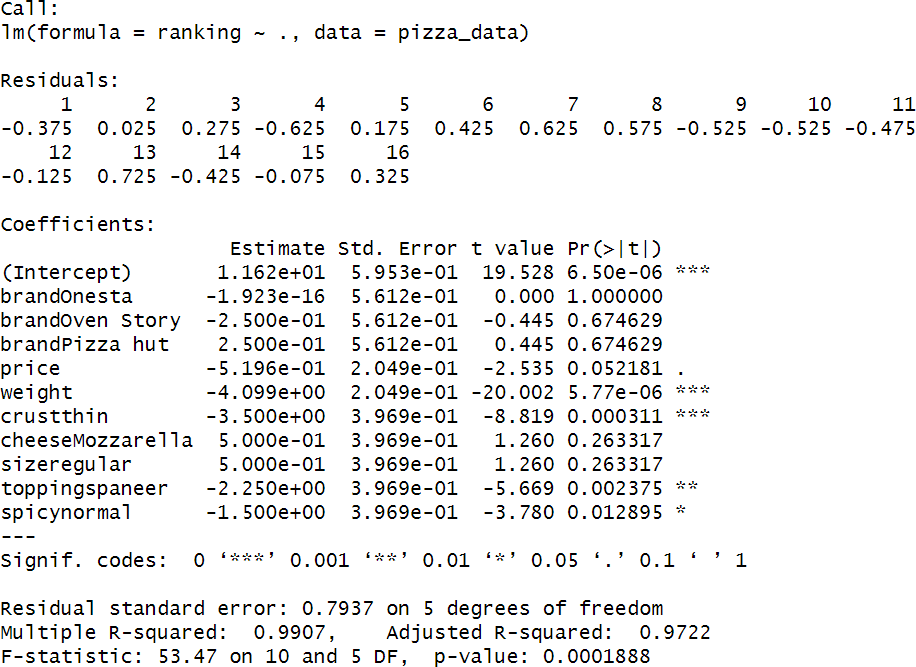 Call:
lm(formula = ranking ~ ., data = pizza_data)
Residuals:
1 2 3 4 5 6 7 8 9 10 11
-0.375 0.025 0.275 -0.625 0.175 0.425 0.625 0.575 -0.525 -0.525 -0.475
12 13 14 15 16
-0.125 0.725 -0.425 -0.075 0.325
Coefficients:
Estimate Std. Error t value Pr(>|t|)
(Intercept) 1.162e+01 5.953e-01 19.528 6.50e-06 ***
brandOnesta -1.923e-16 5.612e-01 0.000 1.000000
brandOven Story -2.500e-01 5.612e-01 -0.445 0.674629
brandPizza hut 2.500e-01 5.612e-01 0.445 0.674629
price -5.196e-01 2.049e-01 -2.535 0.052181 .
weight -4.099e+00 2.049e-01 -20.002 5.77e-06 ***
crustthin -3.500e+00 3.969e-01 -8.819 0.000311 ***
cheeseMozzarella 5.000e-01 3.969e-01 1.260 0.263317
sizeregular 5.000e-01 3.969e-01 1.260 0.263317
toppingspaneer -2.250e+00 3.969e-01 -5.669 0.002375 **
spicynormal -1.500e+00 3.969e-01 -3.780 0.012895 *
---
Signif. codes: 0 ‘***’ 0.001 ‘**’ 0.01 ‘*’ 0.05 ‘.’ 0.1 ‘ ’ 1
Residual standard error: 0.7937 on 5 degrees of freedom
Multiple R-squared: 0.9907, Adjusted R-squared: 0.9722
F-statistic: 53.47 on 10 and 5 DF, p-value: 0.0001888